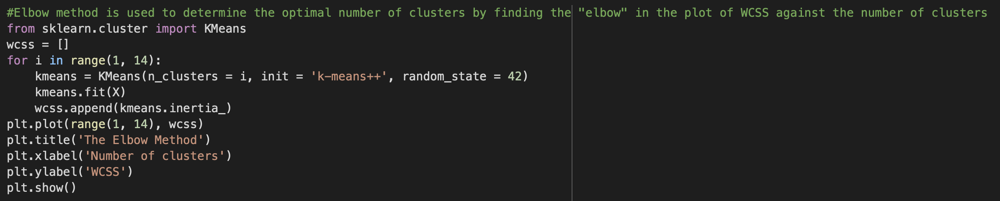 #Elbow method is used to determine the optimal number of clusters by finding the "elbow" in the plot of WCSS against the number of clusters
from sklearn.cluster import KMeans
wcss = []
for i in range(1, 14):
    kmeans = KMeans(n_clusters = i, init = 'k-means++', random_state = 42)
    kmeans.fit(X)
    wcss.append(kmeans.inertia_)
plt.plot(range(1, 14), wcss)
plt.title('The Elbow Method')
plt.xlabel('Number of clusters')
plt.ylabel('WCSS')
plt.show()